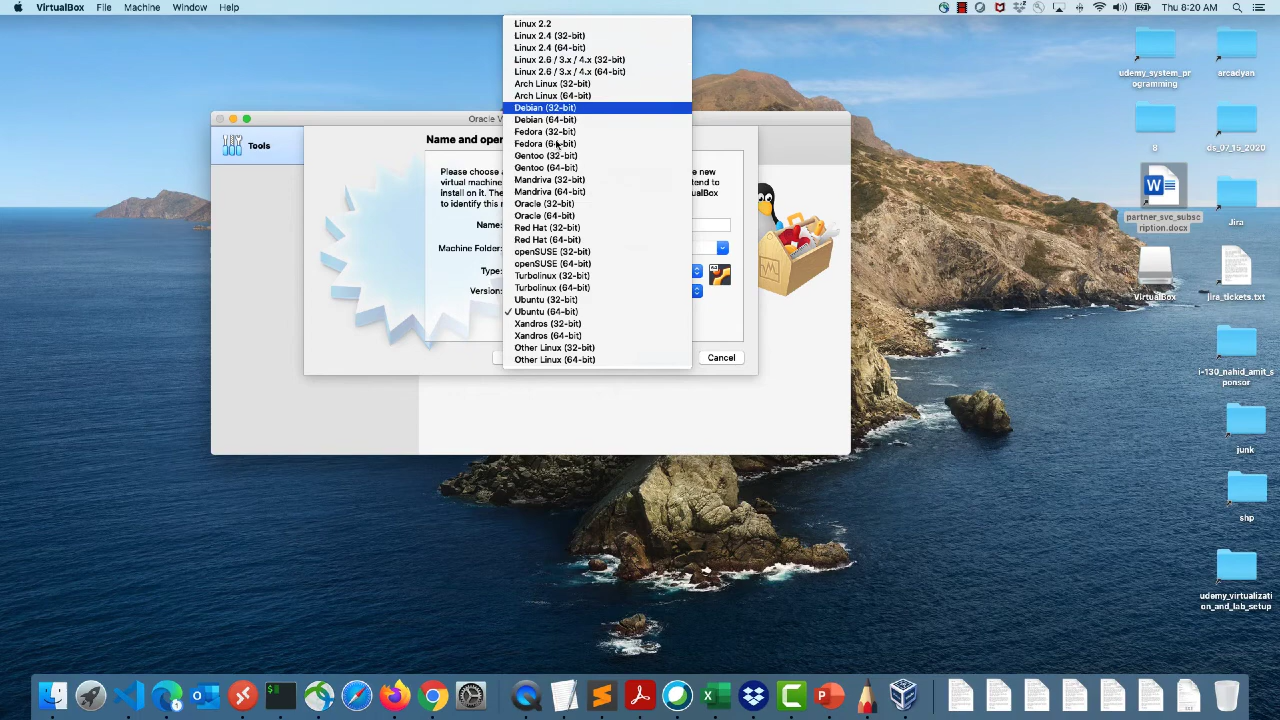 VirtualBox File Machine Window Help
Thu 8:20 AM
Linux 2.2
Linux 2.4 (32-bit)
Linux 2.4 (64-bit)
Linux 2.6 / 3.x / 4.x (32-bit)
Linux 2.6 / 3.x / 4.x (64-bit)
Arch Linux (32-bit)
Arch Linux (64-bit)
Debian (32-bit)
Debian (64-bit)
Fedora (32-bit)
Fedora (64-bit)
Gentoo (32-bit)
Gentoo (64-bit)
Mandriva (32-bit)
Mandriva (64-bit)
Oracle (32-bit)
Oracle (64-bit)
Red Hat (32-bit)
Red Hat (64-bit)
openSUSE (32-bit)
openSUSE (64-bit)
Turbolinux (32-bit)
Turbolinux (64-bit)
Ubuntu (32-bit)
✓ Ubuntu (64-bit)
Xandros (32-bit)
Xandros (64-bit)
Other Linux (32-bit)
Other Linux (64-bit)
Oracle V
Tools
Name and oper
Please choose a
virtual machine
install on it. The
to identify this
e new
tend to
ualBox
Name:
Machine Folder:
Type:
Version:
Cancel
udemy_system_pr
ogramming
arcadyan
8
ds_07_15_2020
partner_svc_subs
cription.docx
Jira
VirtualBox
jira_tickets.txt
i-130_nahid_amit_s
ponsor
junk
shp
udemy_virtualizati
on_and_lab_setup